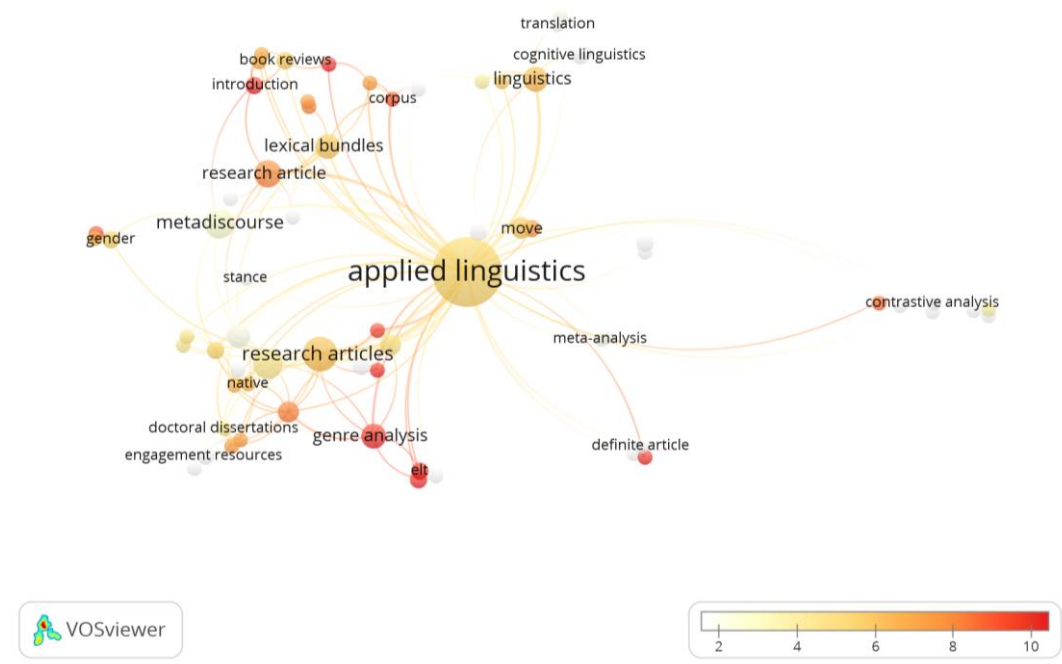 translation
cognitive linguistics
book reviews
linguistics
introduction
corpus
lexical bundles
research article
metadiscourse
move
gender
applied linguistics
stance
contrastive analysis
meta-analysis
research articles
native
doctoral dissertations
genre analysis
definite article
engagement resources
elt
VOSviewer
2 4 6 8 10